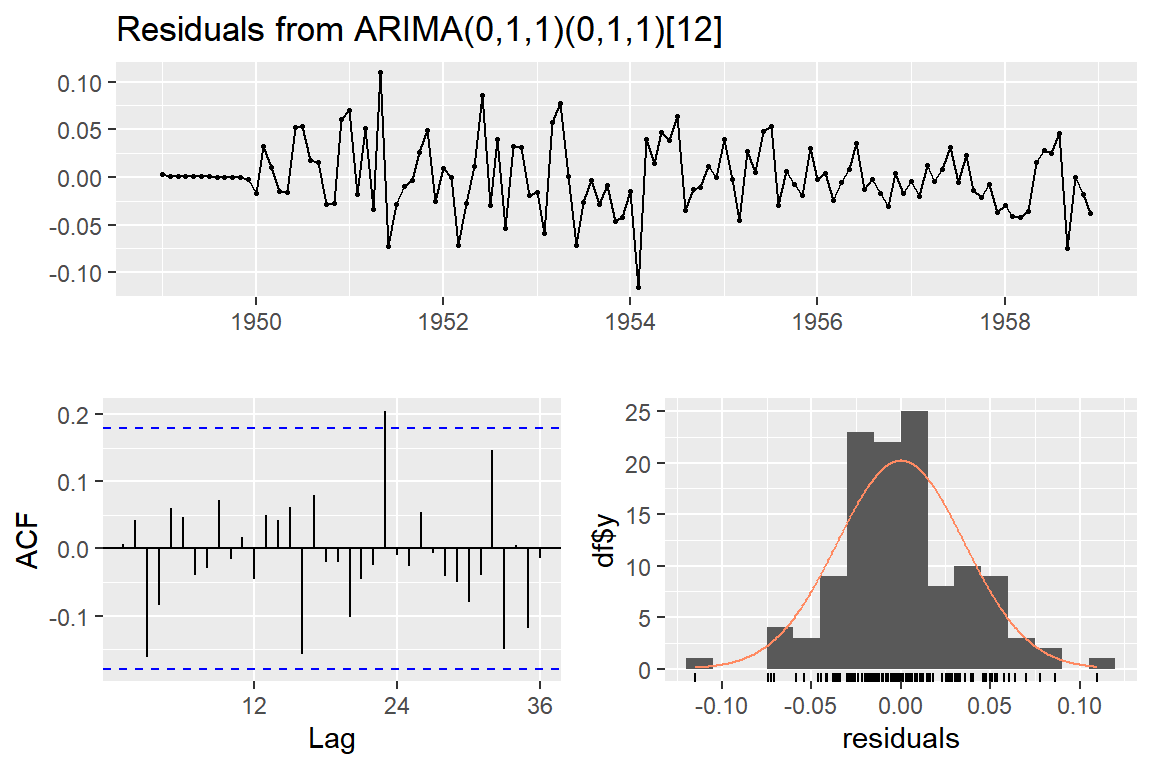 Residuals from ARIMA(0,1,1)(0,1,1)[12]
0.10
0.05
0.00
-0.05
-0.10
1950 1952 1954 1956 1958
ACF
0.2
0.1
0.0
-0.1
12 24 36
Lag
df$y
25
20
15
10
5
0
-0.10 -0.05 0.00 0.05 0.10
residuals